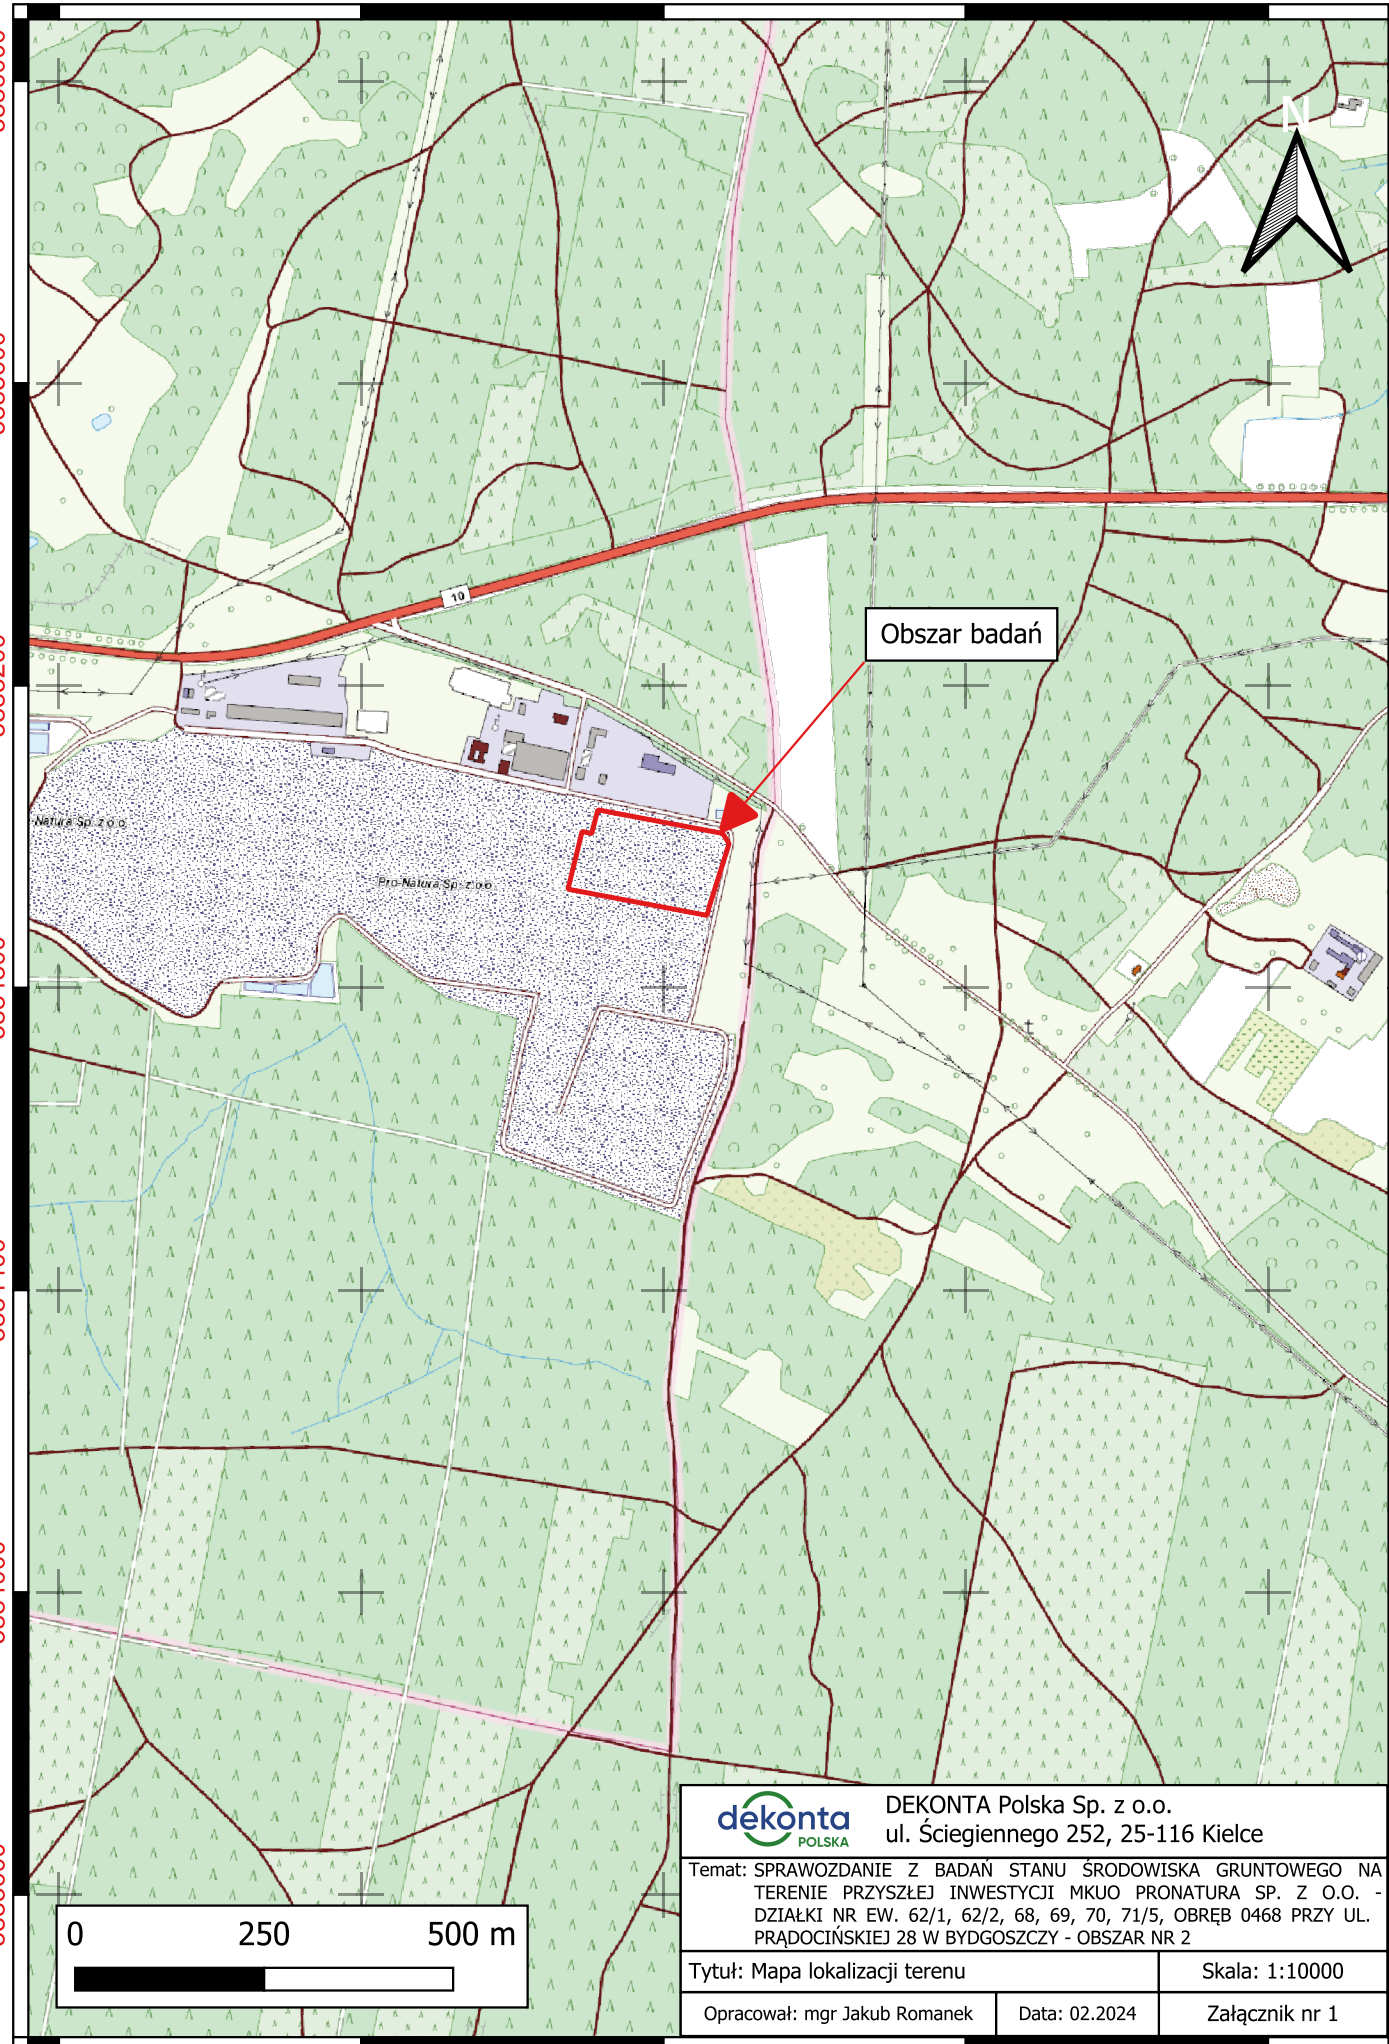 N
10
Obszar badań
Natura Sp. z o.o.
Pro-Natura Sp. z o.o.
0 250 500 m
dekonta
POLSKA
DEKONTA Polska Sp. z o.o.
ul. Ściegiennego 252, 25-116 Kielce
Temat: SPRAWOZDANIE Z BADAŃ STANU ŚRODOWISKA GRUNTOWEGO NA
TERENIE PRZYSZŁEJ INWESTYCJI MKUO PRONATURA SP. Z O.O. -
DZIAŁKI NR EW. 62/1, 62/2, 68, 69, 70, 71/5, OBRĘB 0468 PRZY UL.
PRĄDOCIŃSKIEJ 28 W BYDGOSZCZY - OBSZAR NR 2
Tytuł: Mapa lokalizacji terenu
Skala: 1:10000
Opracował: mgr Jakub Romanek
Data: 02.2024
Załącznik nr 1